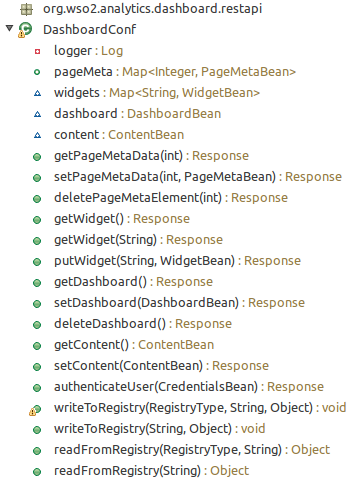 org.wso2.analytics.dashboard.restapi
DashboardConf
logger : Log
pageMeta : Map<Integer, PageMetaBean>
widgets : Map<String, WidgetBean>
dashboard : DashboardBean
content : ContentBean
getPageMetaData(int) : Response
setPageMetaData(int, PageMetaBean) : Response
deletePageMetaElement(int) : Response
getWidget() : Response
getWidget(String) : Response
putWidget(String, WidgetBean) : Response
getDashboard() : Response
setDashboard(DashboardBean) : Response
deleteDashboard() : Response
getContent() : ContentBean
setContent(ContentBean) : Response
authenticateUser(CredentialsBean) : Response
writeToRegistry(RegistryType, String, Object) : void
writeToRegistry(String, Object) : void
readFromRegistry(RegistryType, String) : Object
readFromRegistry(String) : Object